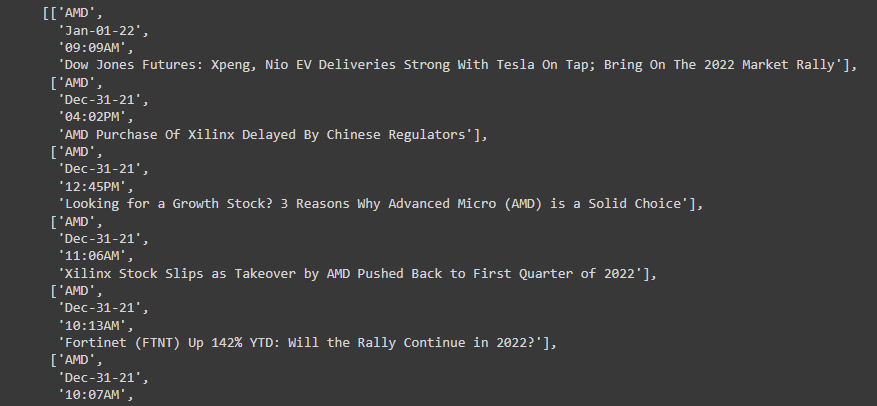 [['AMD',
'Jan-01-22',
'09:09AM',
'Dow Jones Futures: Xpeng, Nio EV Deliveries Strong With Tesla On Tap; Bring On The 2022 Market Rally'],
['AMD',
'Dec-31-21',
'04:02PM',
'AMD Purchase Of Xilinx Delayed By Chinese Regulators'],
['AMD',
'Dec-31-21',
'12:45PM',
'Looking for a Growth Stock? 3 Reasons Why Advanced Micro (AMD) is a Solid Choice'],
['AMD',
'Dec-31-21',
'11:06AM',
'Xilinx Stock Slips as Takeover by AMD Pushed Back to First Quarter of 2022'],
['AMD',
'Dec-31-21',
'10:13AM',
'Fortinet (FTNT) Up 142% YTD: Will the Rally Continue in 2022?'],
['AMD',
'Dec-31-21',
'10:07AM',